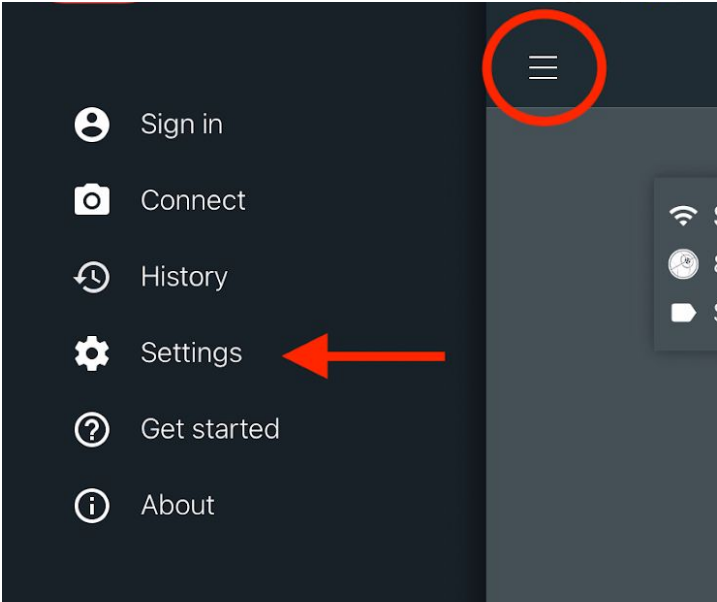 Sign in
Connect
History
Settings
Get started
About